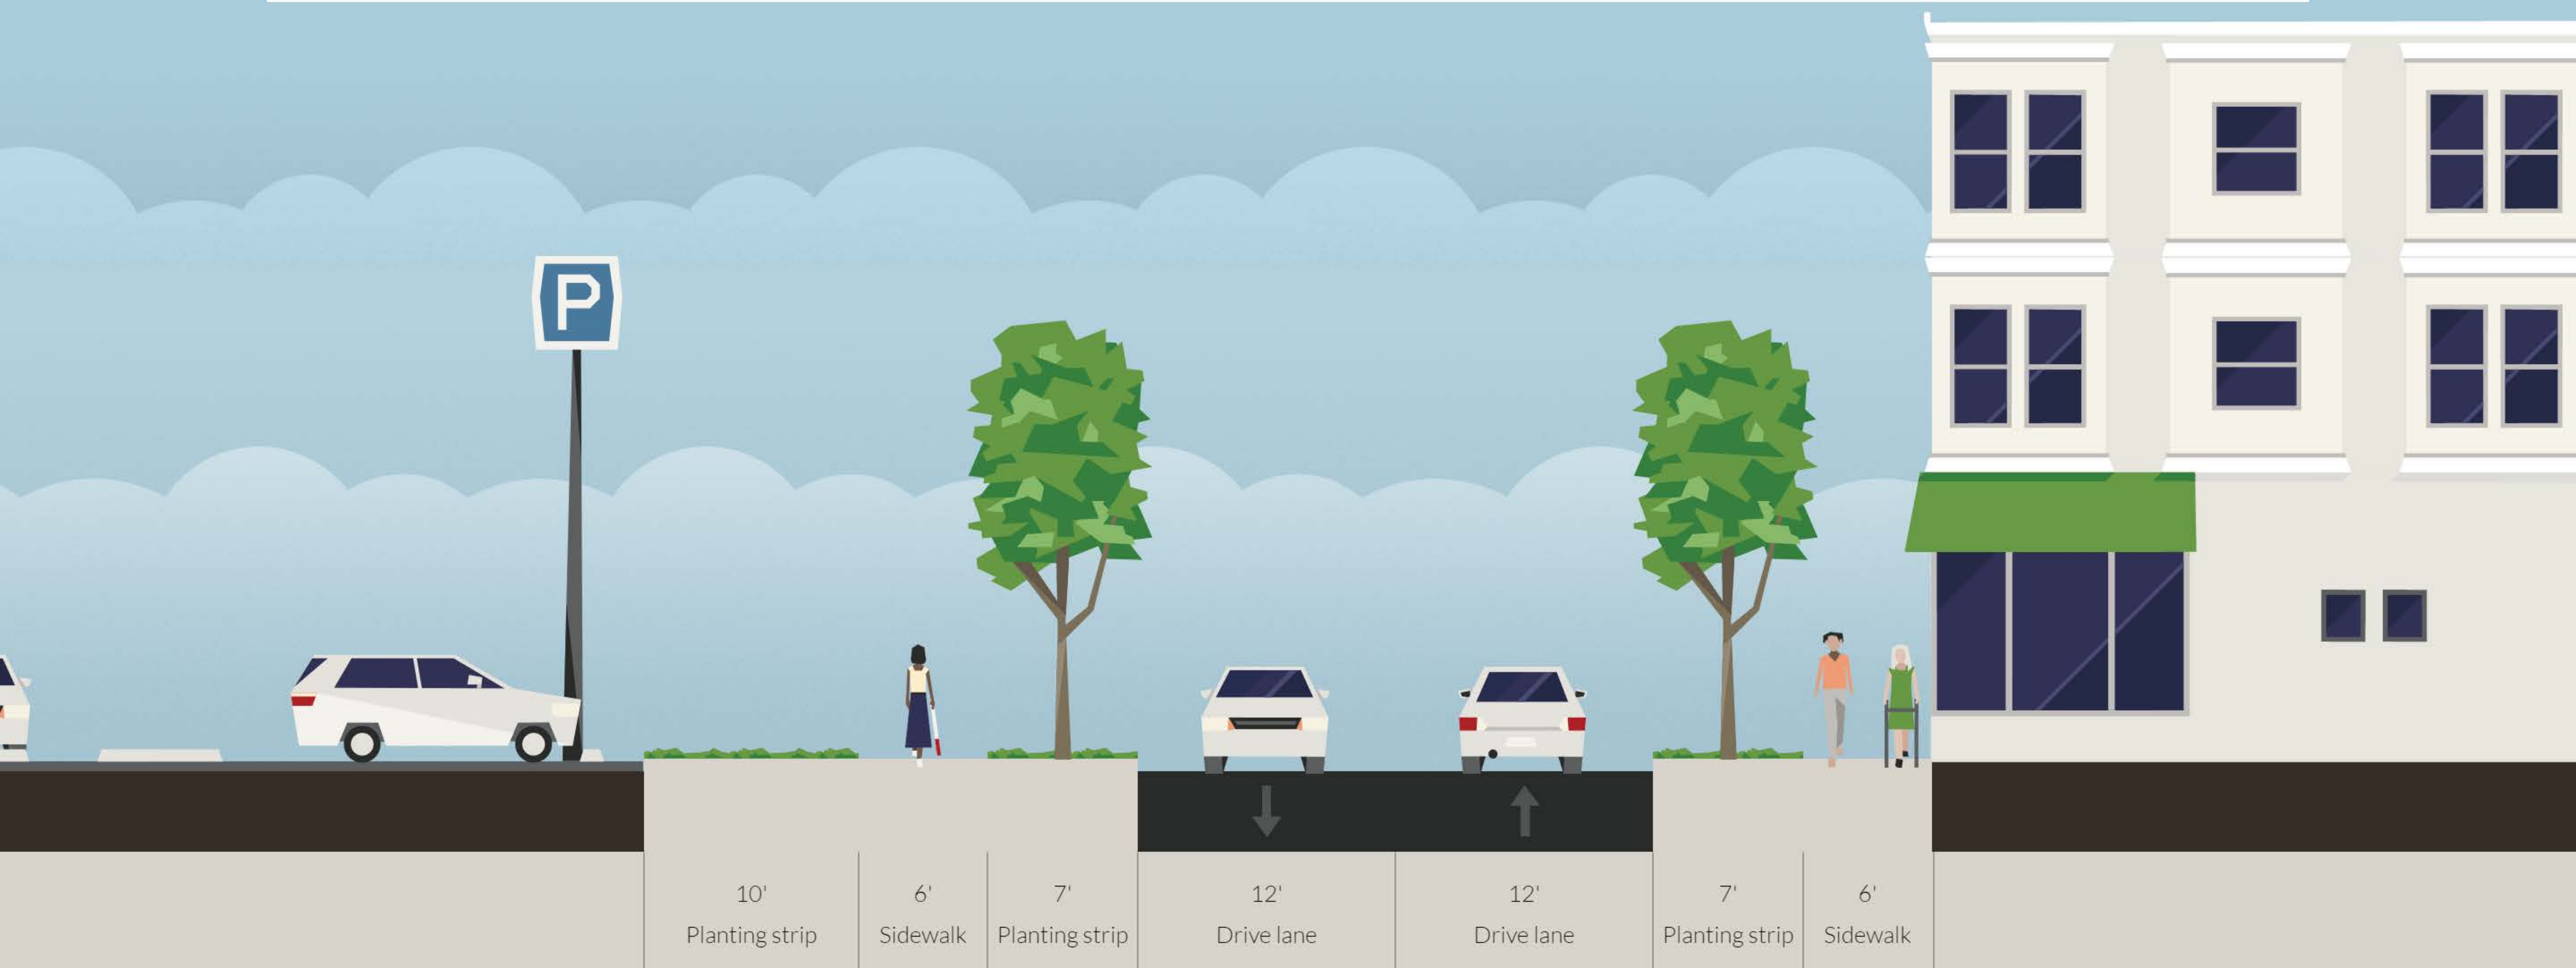 P
10' 6' 7' 12' 12' 7' 6'
Planting strip Sidewalk Planting strip Drive lane Drive lane Planting strip Sidewalk